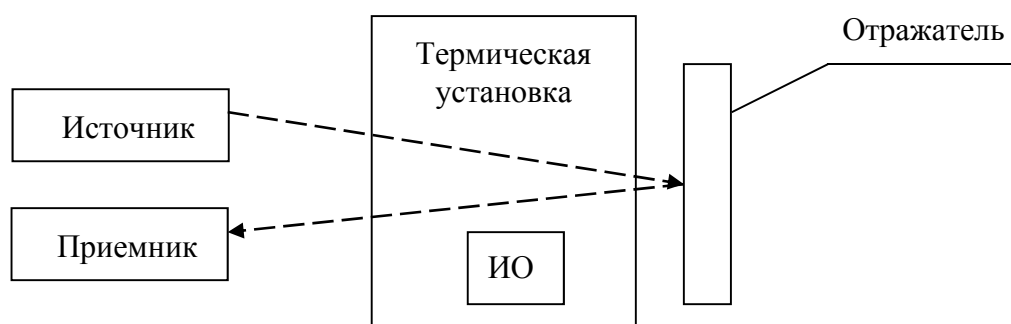 Отражатель
Термическая
установка
Источник
Приемник
ИО